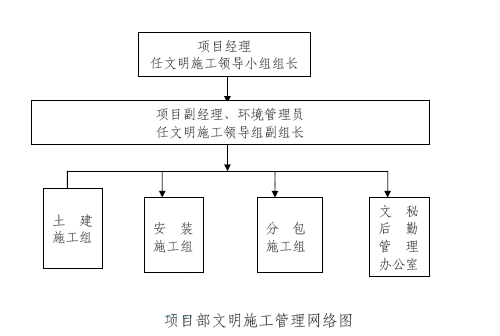 项目经理
任文明施工领导小组组长
项目副经理、环境管理员
任文明施工领导组副组长
土 建
施工组
安 装
施工组
分 包
施工组
文 秘
后 勤
管 理
办公室
项目部文明施工管理网络图